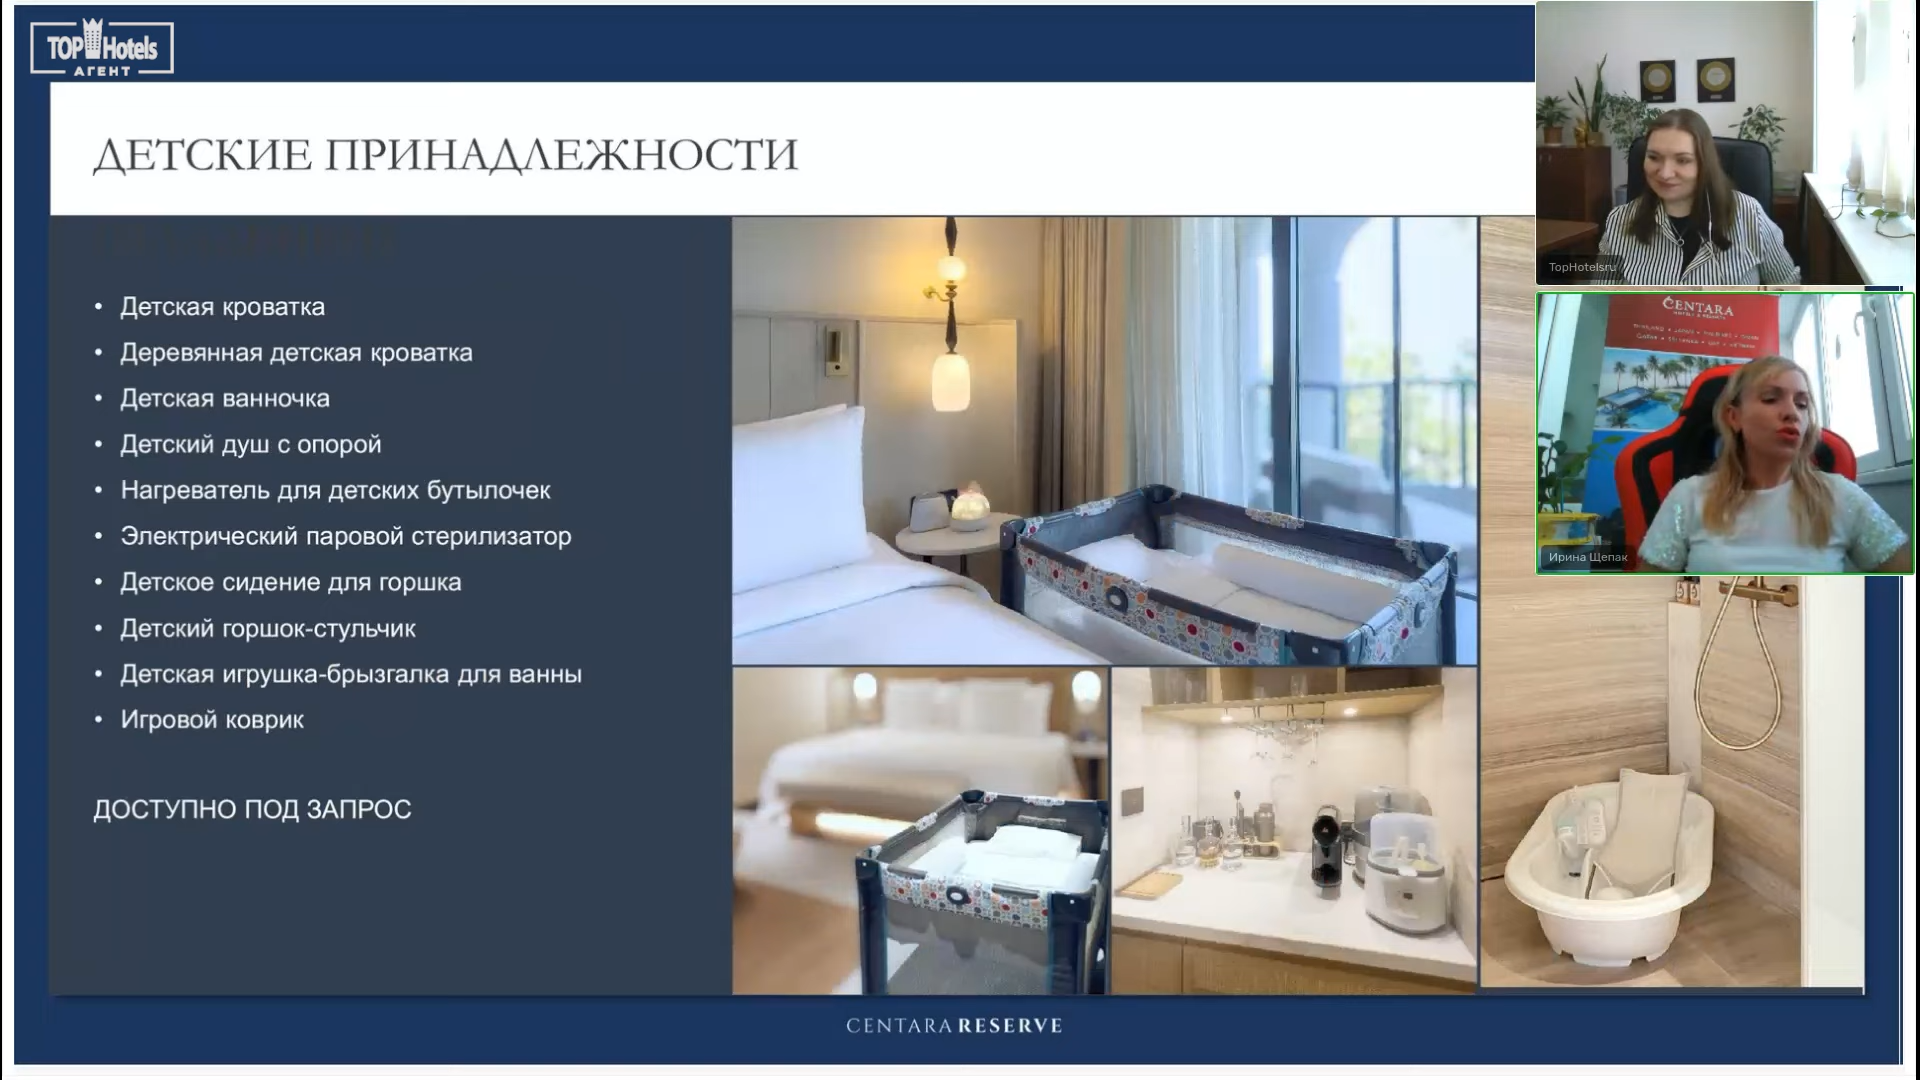 TOP Hotels
АГЕНТ
ДЕТСКИЕ ПРИНАДЛЕЖНОСТИ
• Детская кроватка
• Деревянная детская кроватка
• Детская ванночка
• Детский душ с опорой
• Нагреватель для детских бутылочек
• Электрический паровой стерилизатор
• Детское сидение для горшка
• Детский горшок-стульчик
• Детская игрушка-брызгалка для ванны
• Игровой коврик
ДОСТУПНО ПОД ЗАПРОС
CENTARA RESERVE
TopHotelsru
CENTARA
Ирина Щепак